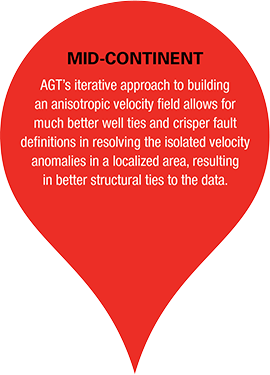 MID-CONTINENT
AGT's iterative approach to building
an anisotropic velocity field allows for
much better well ties and crisper fault
definitions in resolving the isolated velocity
anomalies in a localized area, resulting
in better structural ties to the data.